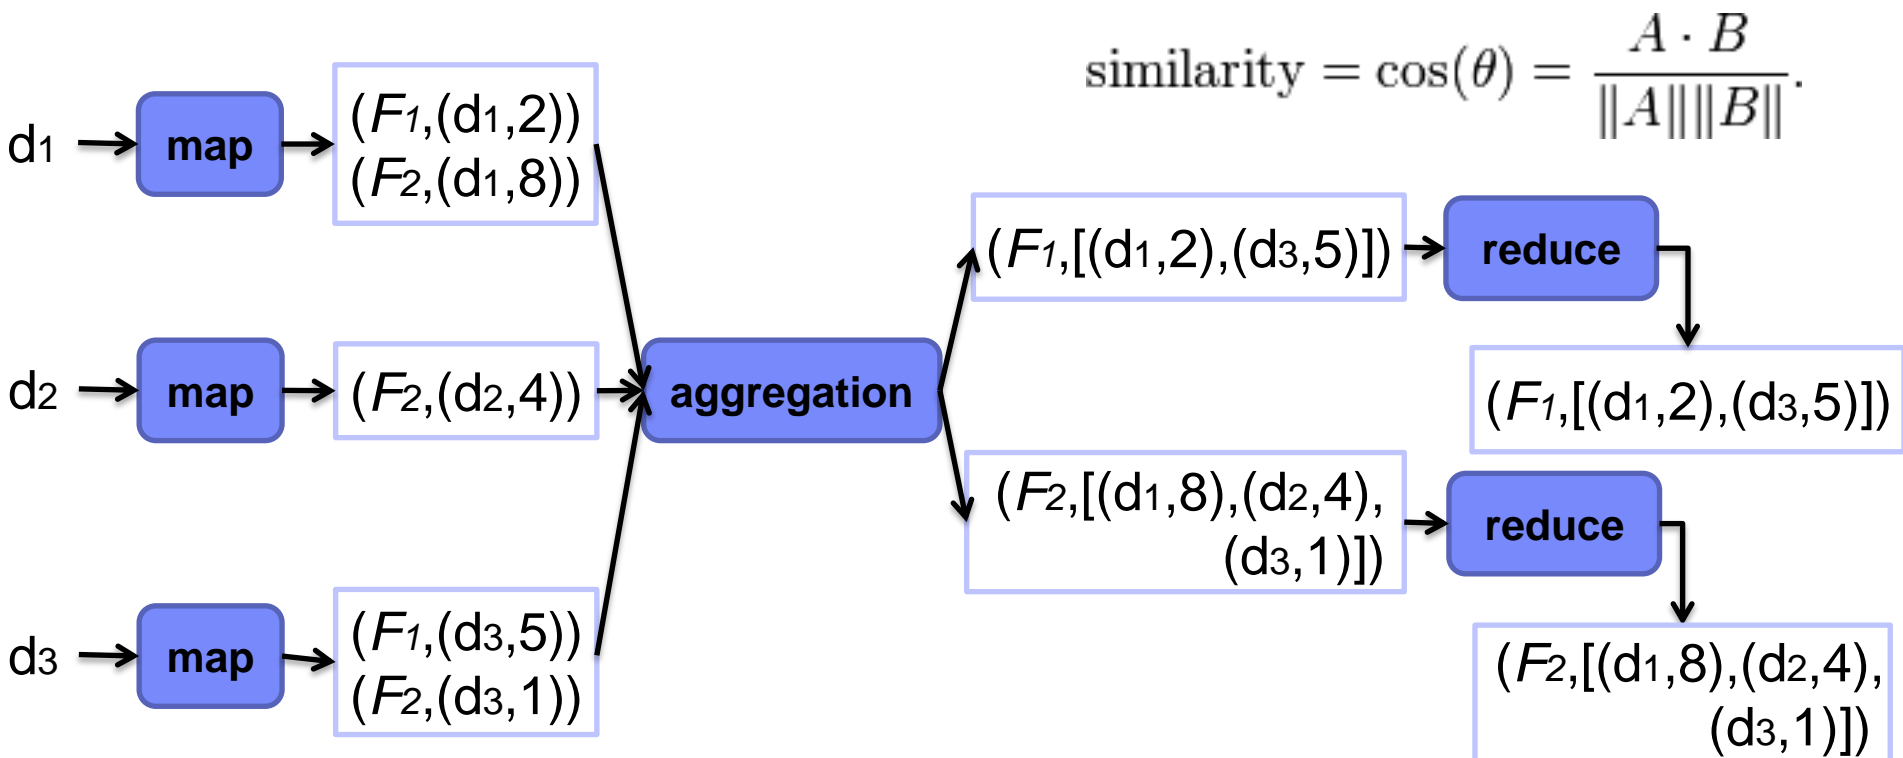 similarity = cos(θ) = A · B / ‖A‖‖B‖.
d1
map
(F1,(d1,2))
(F2,(d1,8))
d2
map
(F2,(d2,4))
d3
map
(F1,(d3,5))
(F2,(d3,1))
aggregation
(F1,[(d1,2),(d3,5)])
reduce
(F1,[(d1,2),(d3,5)])
(F2,[(d1,8),(d2,4),
(d3,1)])
reduce
(F2,[(d1,8),(d2,4),
(d3,1)])